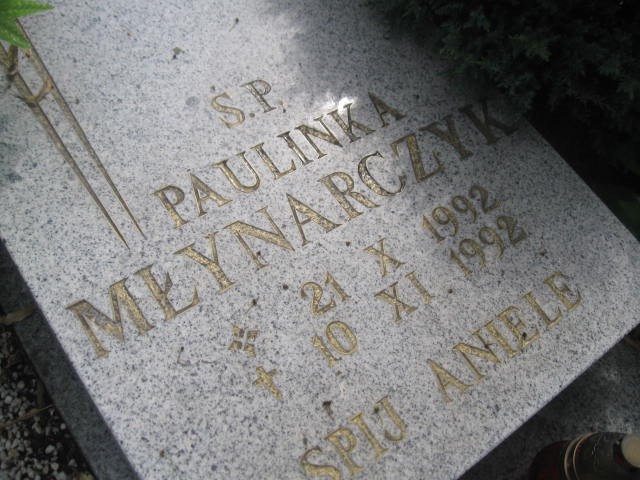 Ś.P.
PAULINKA
MŁYNARCZYK
21 X 1992
† 10 XI 1992
ŚPIJ ANIELE